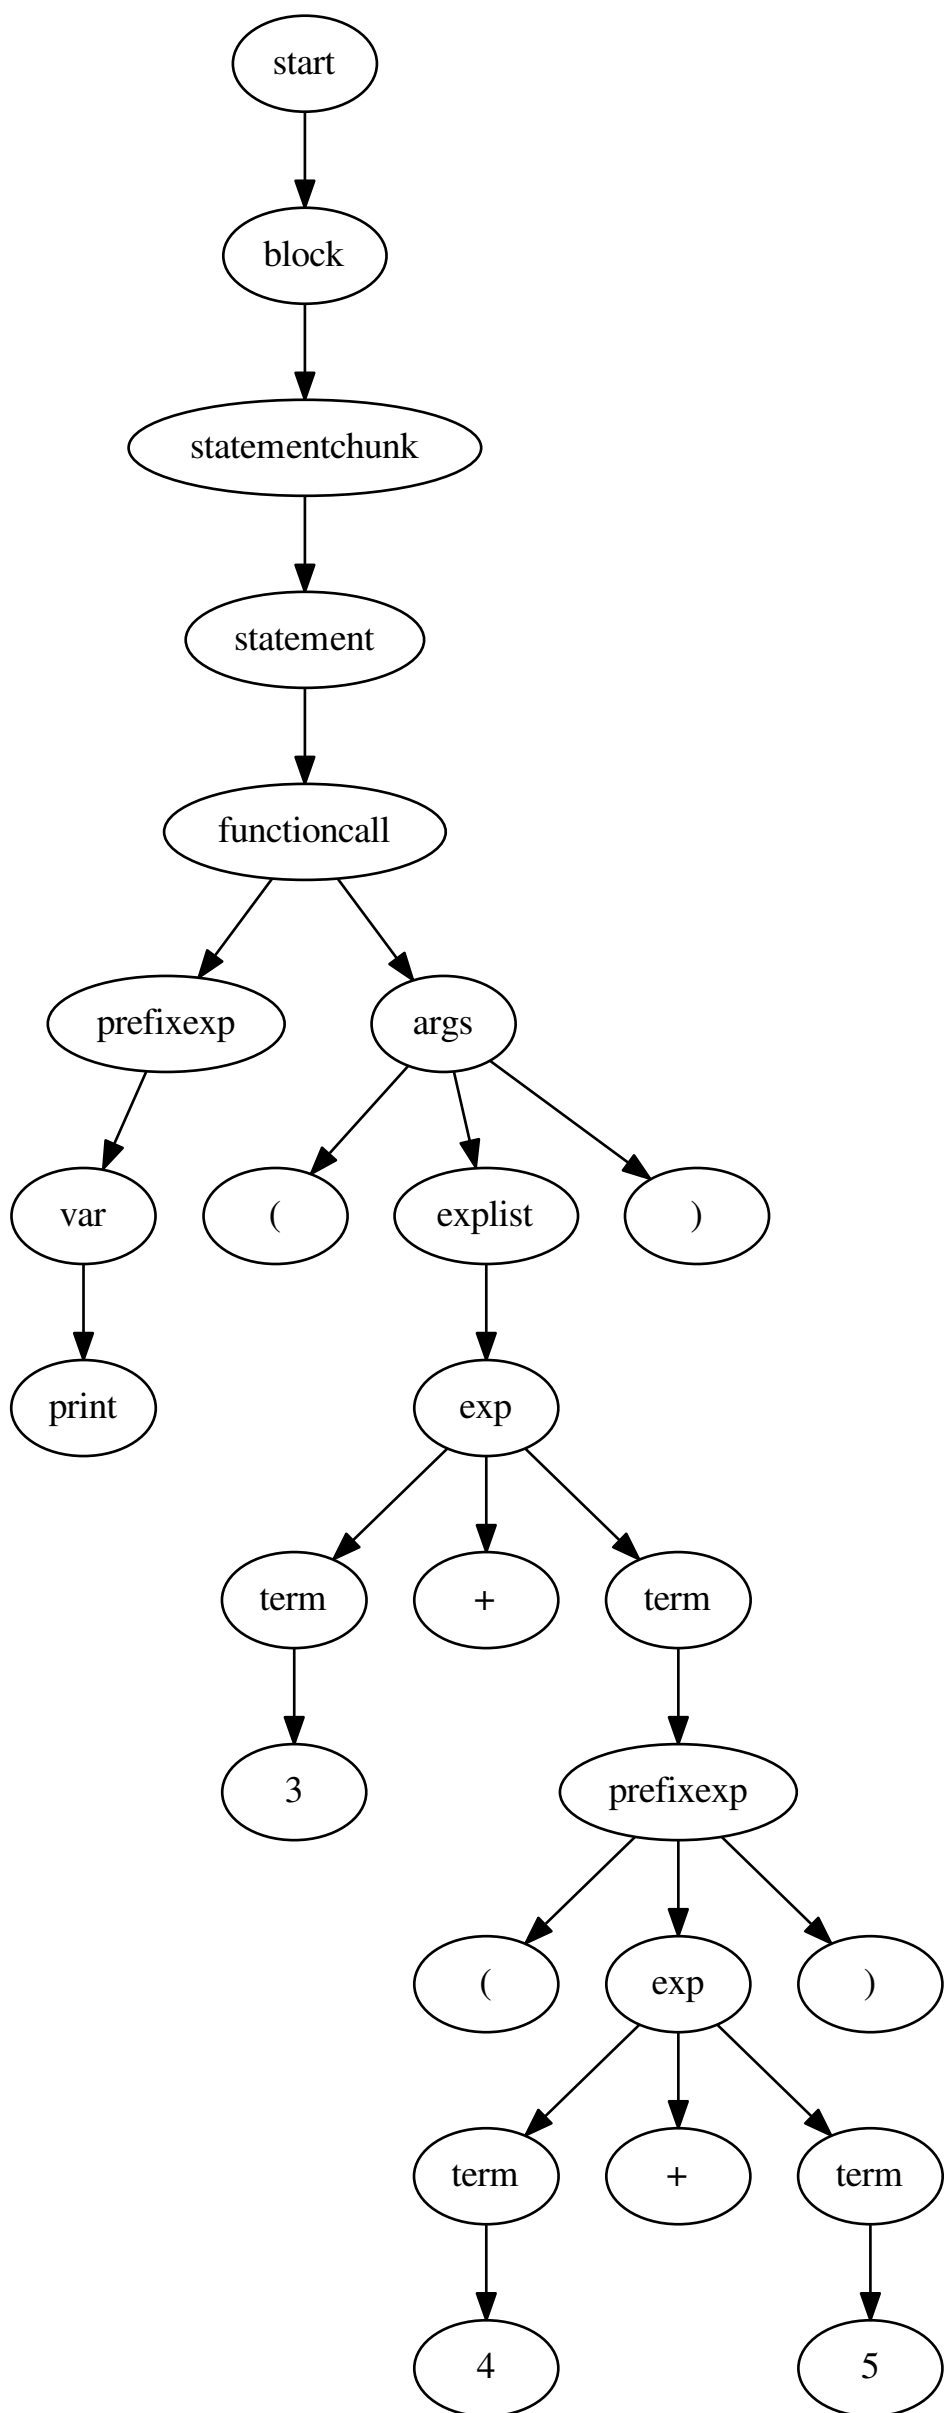 start
block
statementchunk
statement
functioncall
prefixexp
args
var
(
explist
)
print
exp
term
+
term
3
prefixexp
(
exp
)
term
+
term
4
5